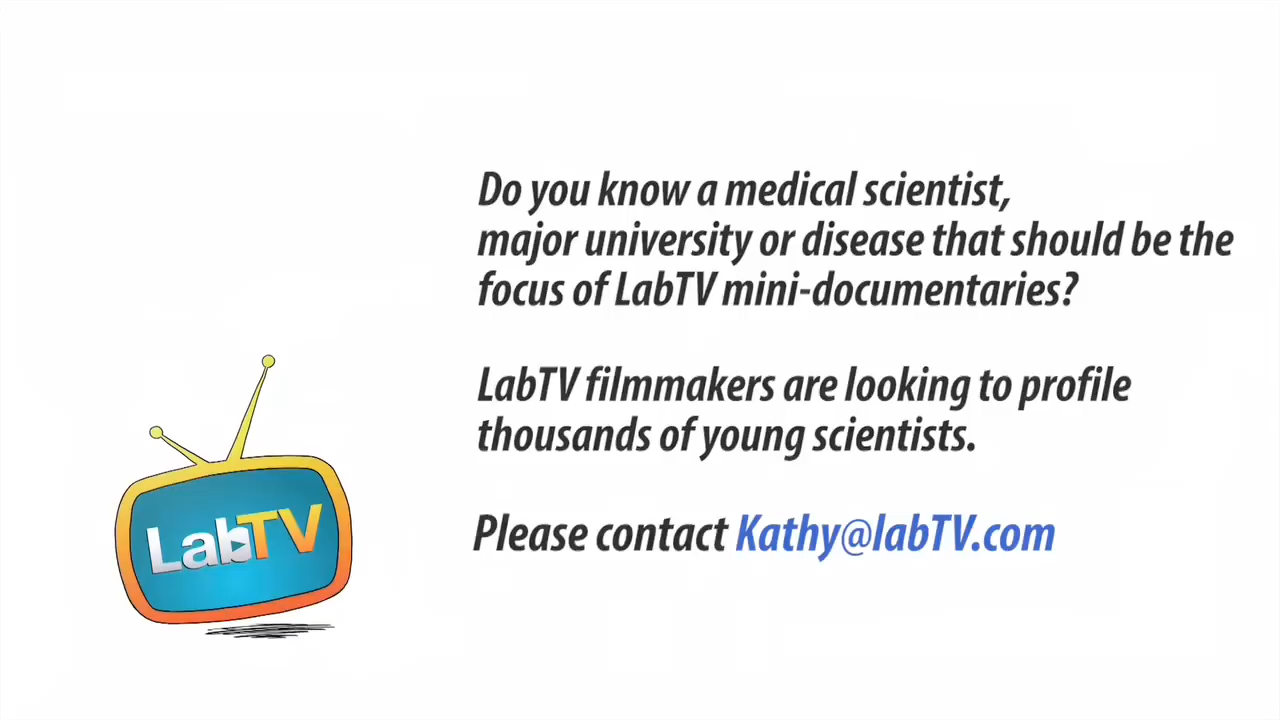 Do you know a medical scientist,
major university or disease that should be the
focus of LabTV mini-documentaries?
LabTV filmmakers are looking to profile
thousands of young scientists.
Please contact Kathy@labTV.com
LabTV